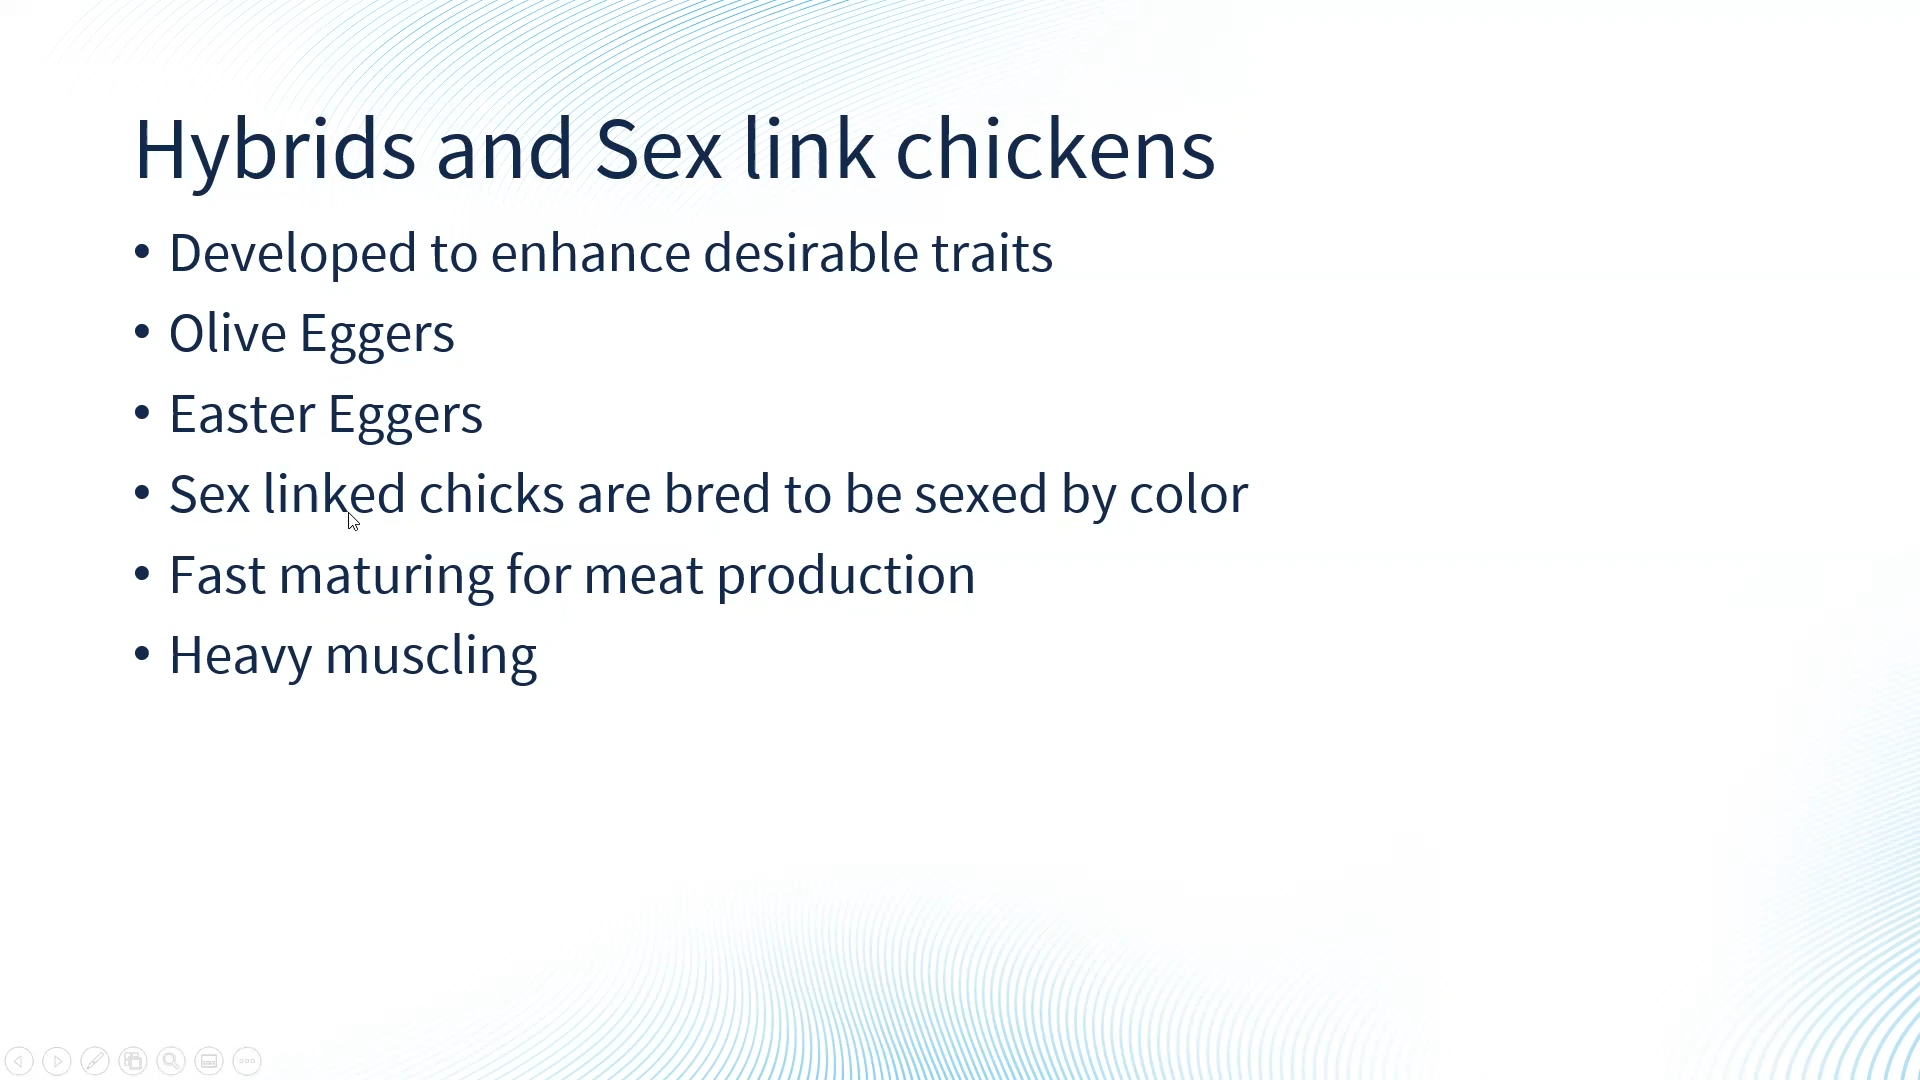 Hybrids and Sex link chickens
• Developed to enhance desirable traits
• Olive Eggers
• Easter Eggers
• Sex linked chicks are bred to be sexed by color
• Fast maturing for meat production
• Heavy muscling